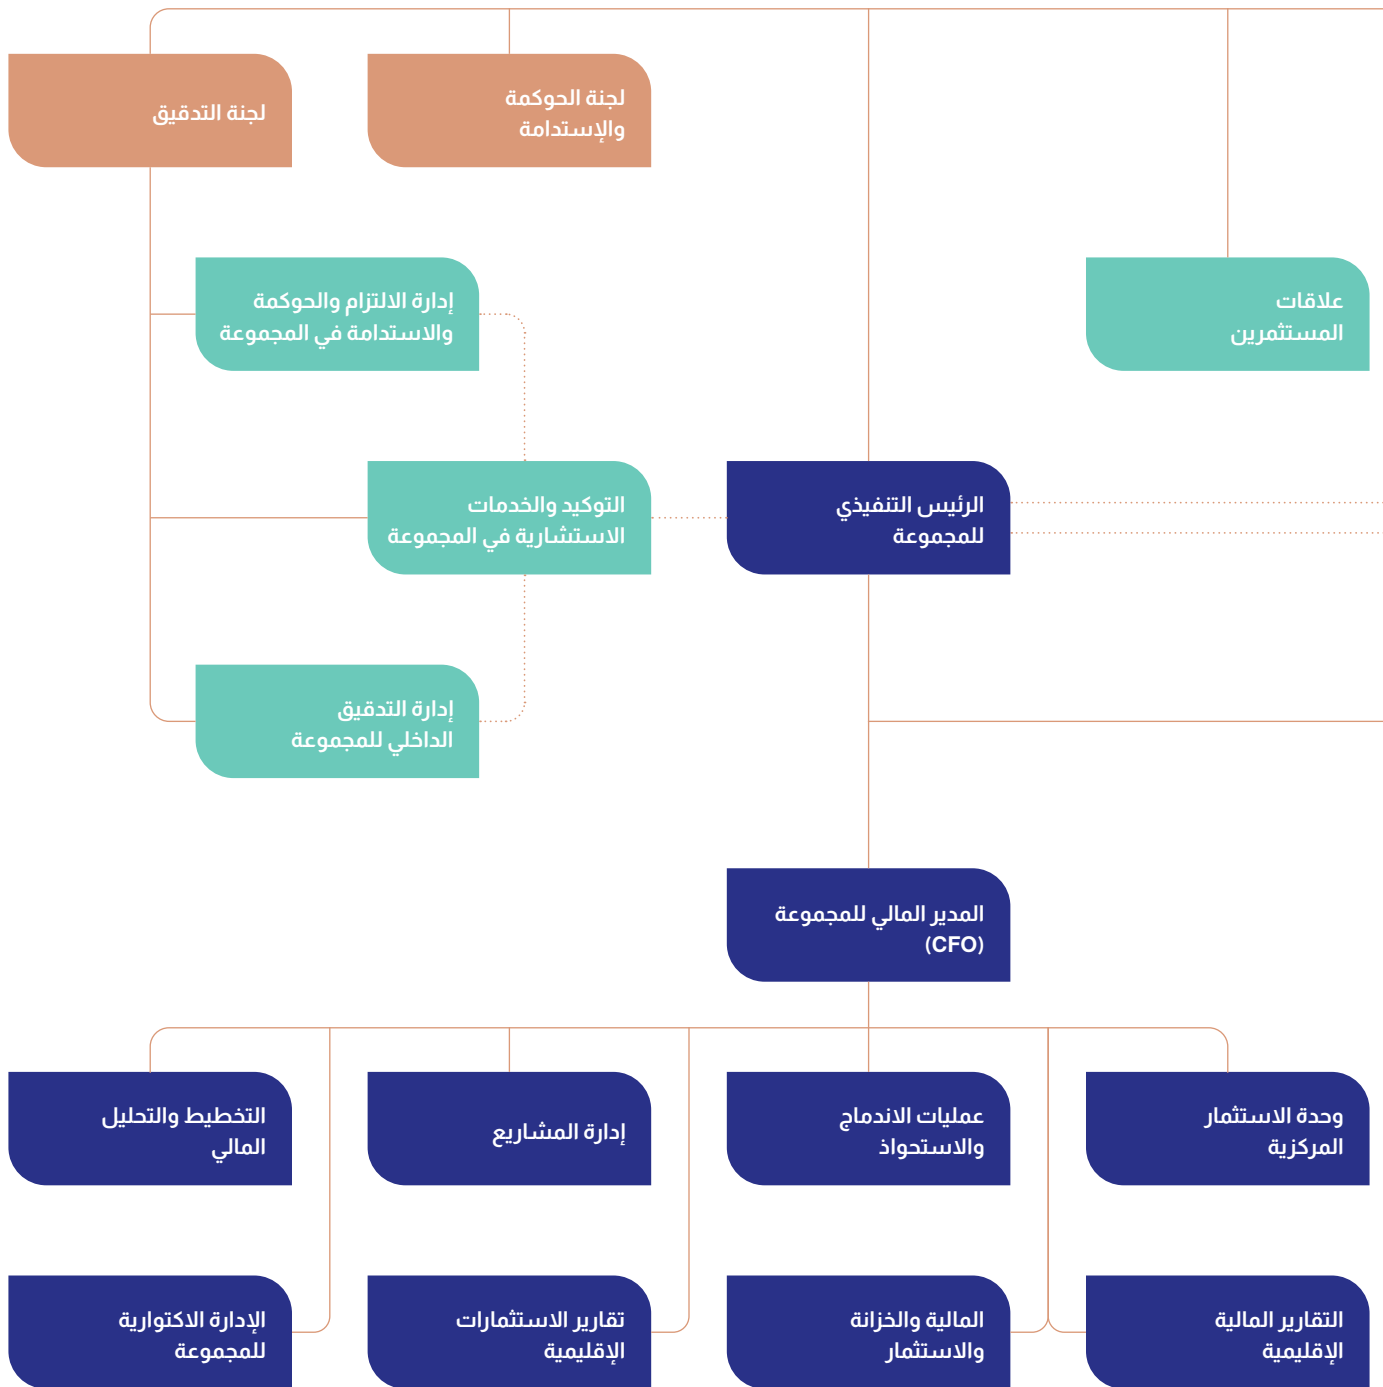 لجنة الحوكمة
والإستدامة
لجنة التدقيق
علاقات
المستثمرين
إدارة الالتزام والحوكمة
والاستدامة في المجموعة
الرئيس التنفيذي
للمجموعة
التوكيد والخدمات
الاستشارية في المجموعة
إدارة التدقيق
الداخلي للمجموعة
المدير المالي للمجموعة
(CFO)
وحدة الاستثمار
المركزية
عمليات الاندماج
والاستحواذ
إدارة المشاريع
التخطيط والتحليل
المالي
التقارير المالية
الإقليمية
المالية والخزانة
والاستثمار
تقارير الاستثمارات
الإقليمية
الإدارة الاكتوارية
للمجموعة